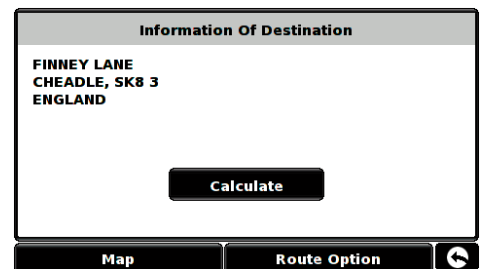 Information Of Destination
FINNEY LANE
CHEADLE, SK8 3
ENGLAND
Calculate
Map
Route Option